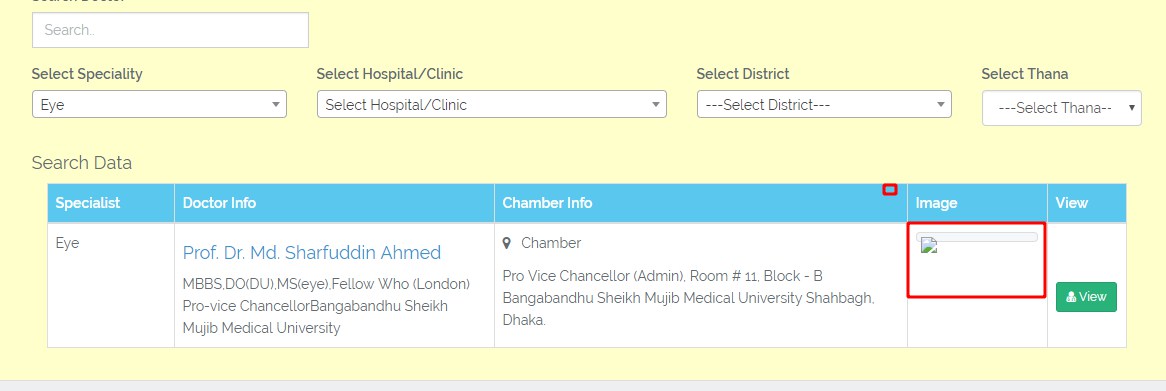 Search..
Select Speciality Select Hospital/Clinic Select District Select Thana
Eye Select Hospital/Clinic ---Select District--- ---Select Thana--
Search Data
Specialist Doctor Info Chamber Info Image View
Eye
Prof. Dr. Md. Sharfuddin Ahmed
MBBS,DO(DU),MS(eye),Fellow Who (London)
Pro-vice ChancellorBangabandhu Sheikh
Mujib Medical University
Chamber
Pro Vice Chancellor (Admin), Room # 11, Block - B
Bangabandhu Sheikh Mujib Medical University Shahbagh,
Dhaka.
View